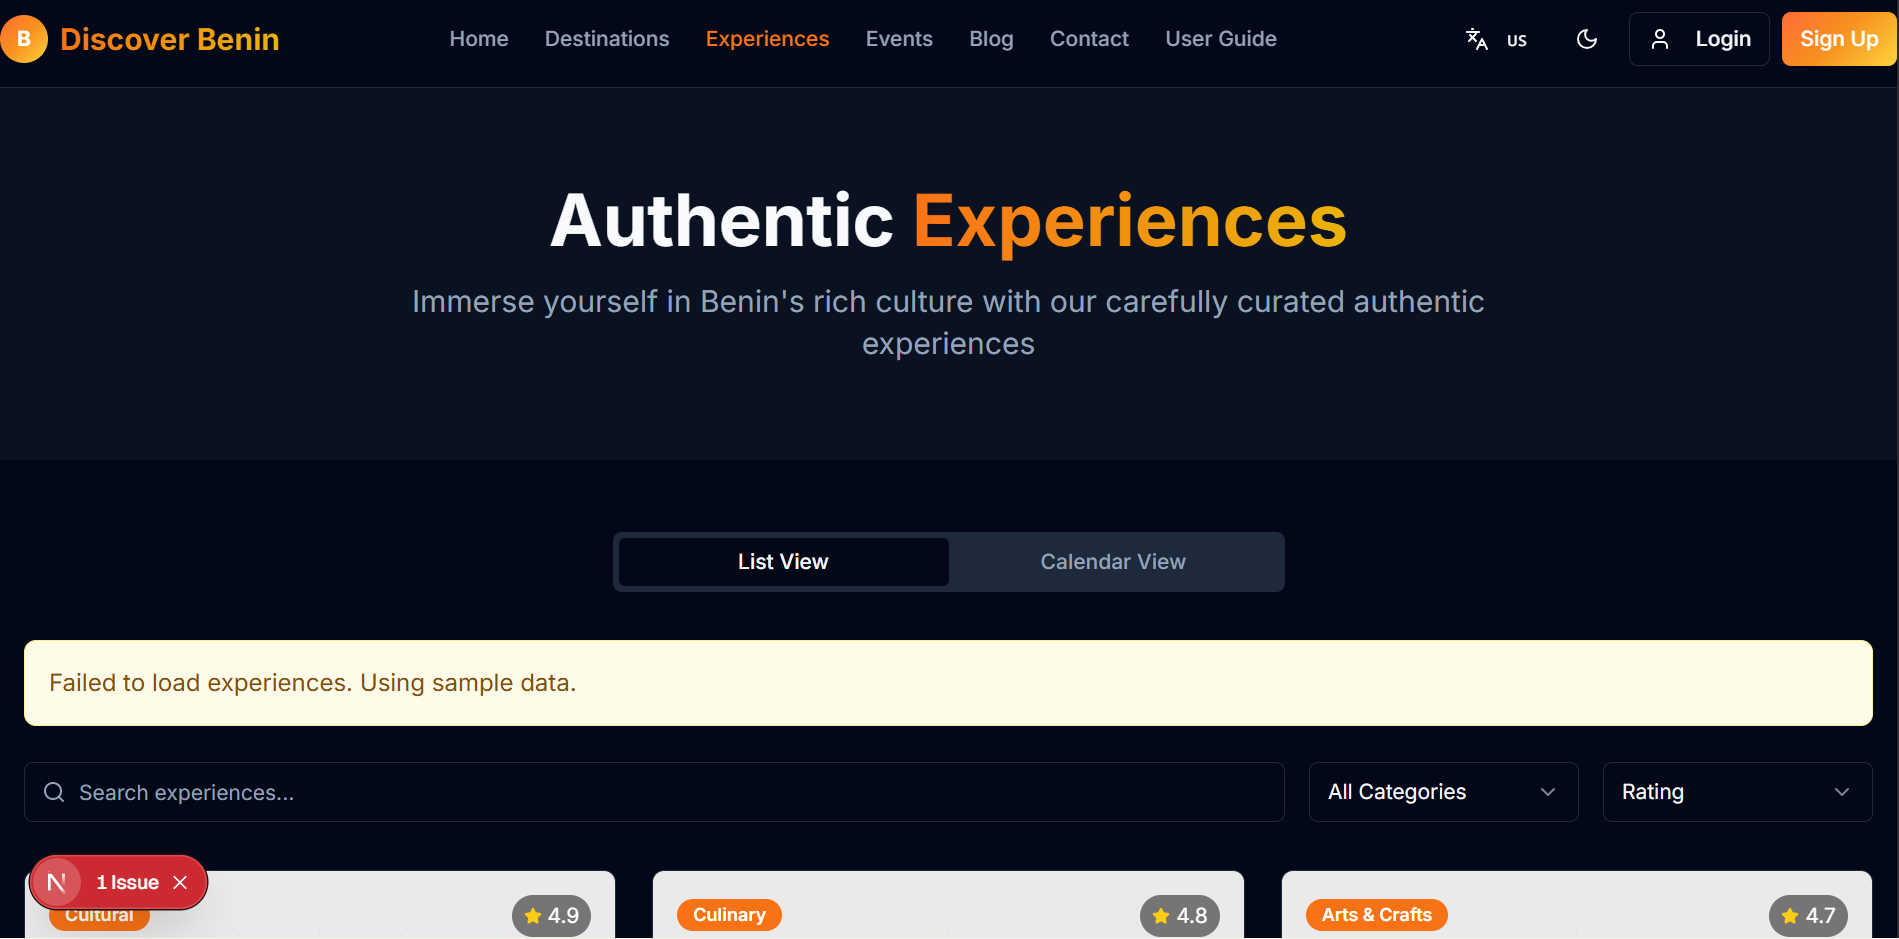 B Discover Benin Home Destinations Experiences Events Blog Contact User Guide US Login Sign Up
Authentic Experiences
Immerse yourself in Benin's rich culture with our carefully curated authentic
experiences
List View Calendar View
Failed to load experiences. Using sample data.
Search experiences... All Categories Rating
N 1 Issue
Cultural 4.9 Culinary 4.8 Arts & Crafts 4.7